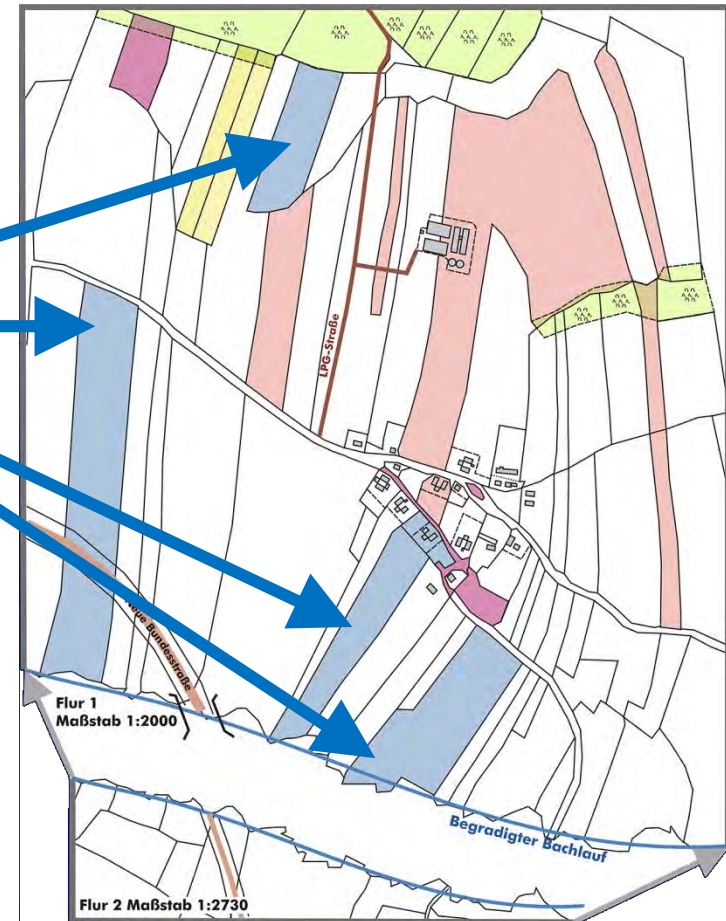 LPG-Straße
Neue Bundesstraße
Flur 1
Maßstab 1:2000
Begradigter Bachlauf
Flur 2 Maßstab 1:2730